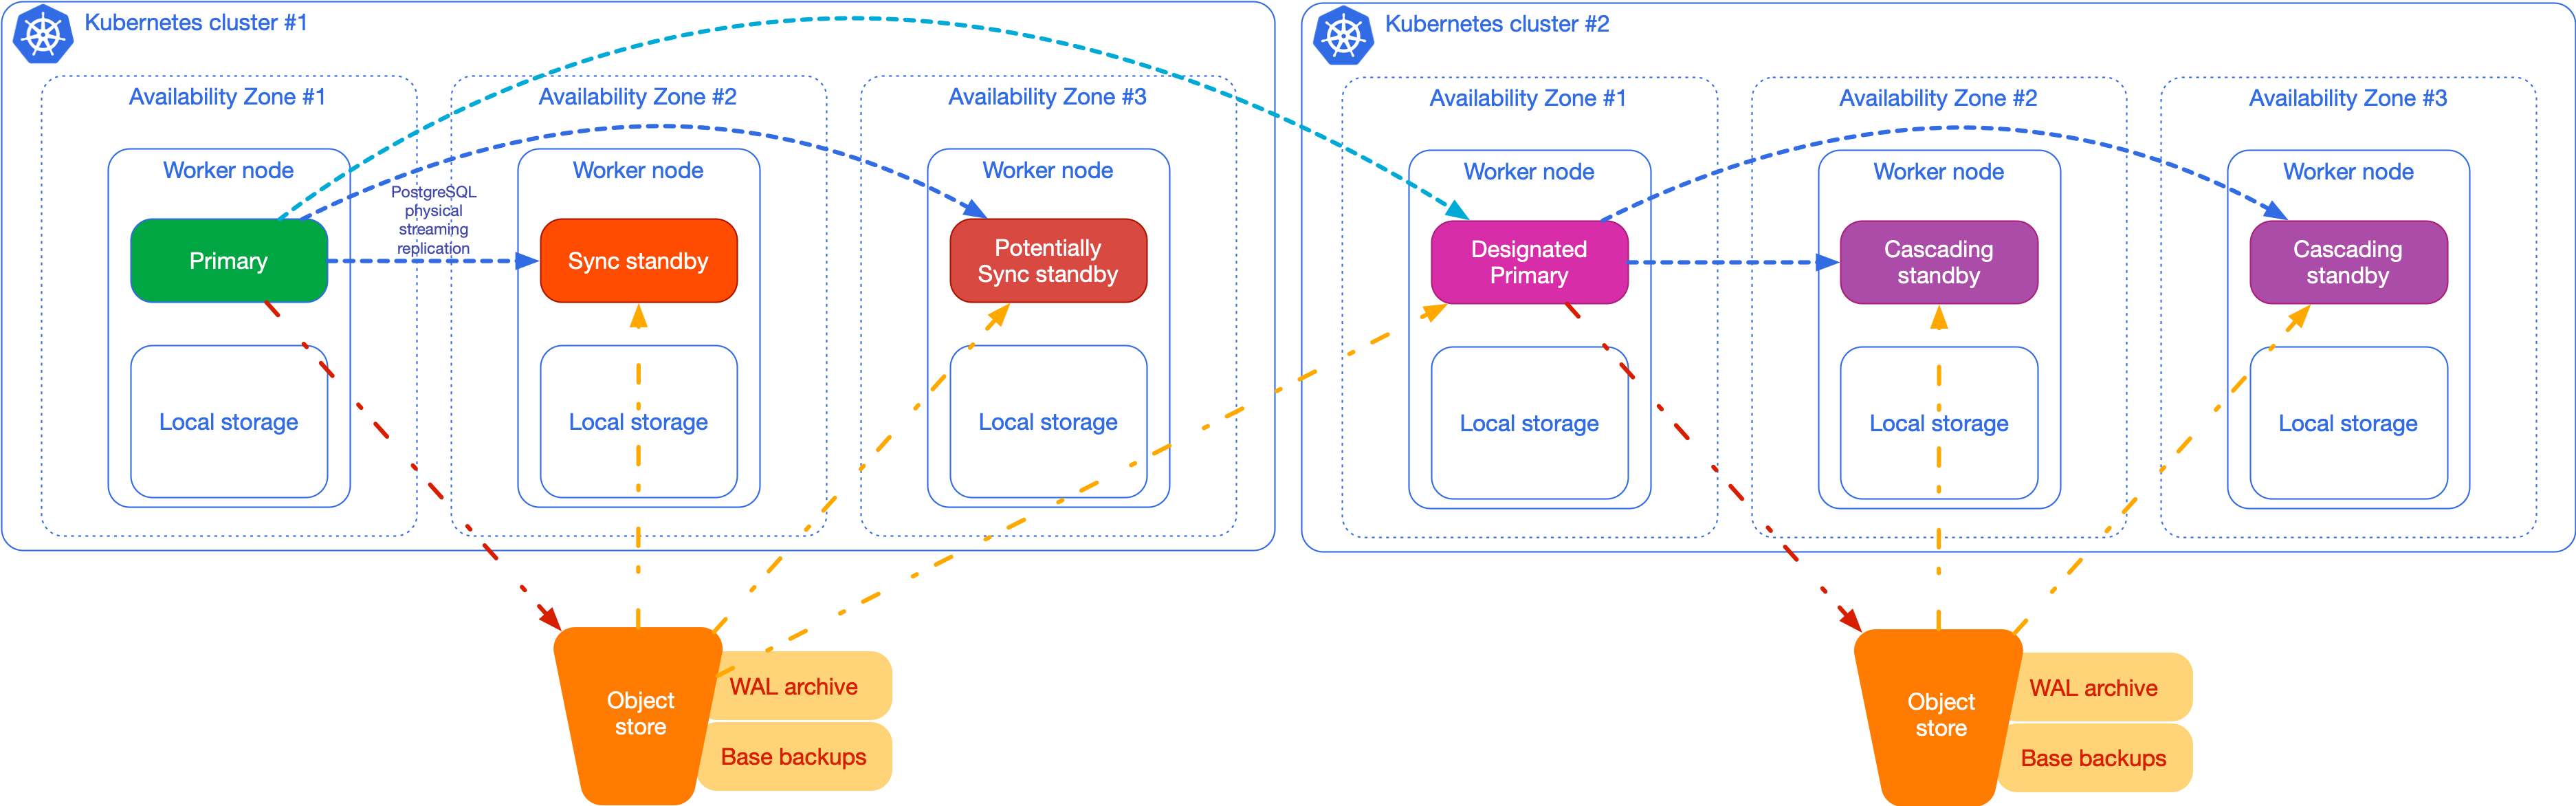 Kubernetes cluster #1
Availability Zone #1
Availability Zone #2
Availability Zone #3
Worker node
Worker node
Worker node
PostgreSQL
physical
streaming
replication
Primary
Sync standby
Potentially
Sync standby
Local storage
Local storage
Local storage
Object
store
WAL archive
Base backups
Kubernetes cluster #2
Availability Zone #1
Availability Zone #2
Availability Zone #3
Worker node
Worker node
Worker node
Designated
Primary
Cascading
standby
Cascading
standby
Local storage
Local storage
Local storage
Object
store
WAL archive
Base backups